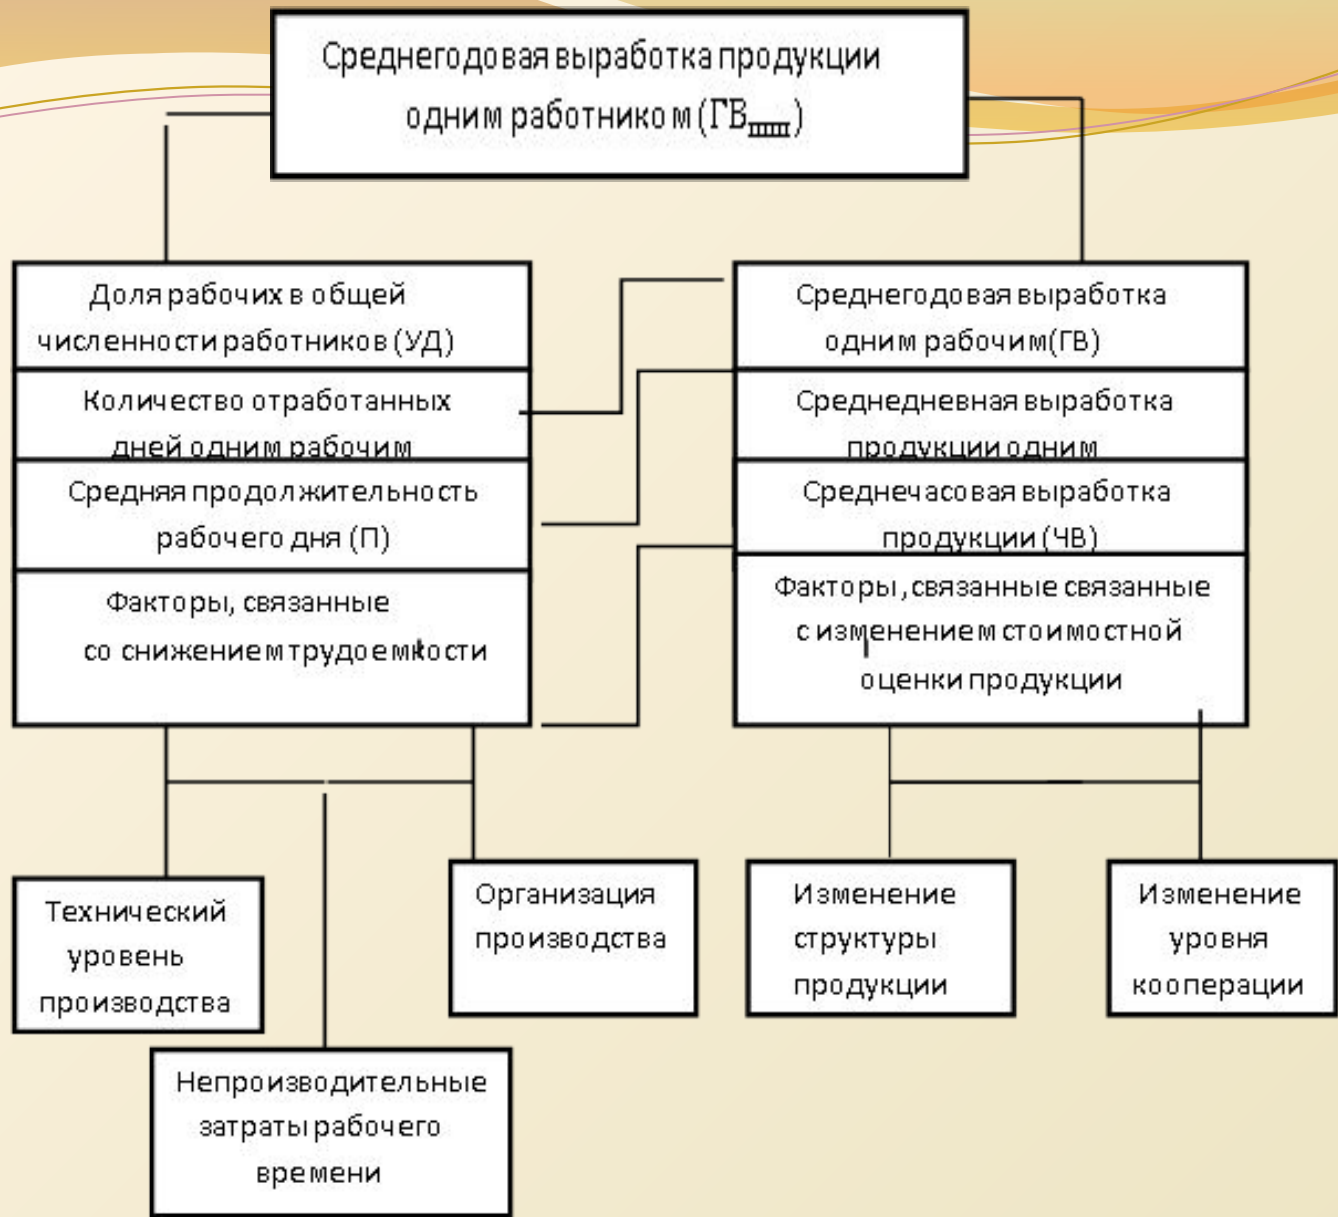 Среднегодовая выработка продукции
одним работником (ГВппп)
Доля рабочих в общей
численности работников (УД)
Количество отработанных
дней одним рабочим
Средняя продолжительность
рабочего дня (П)
Факторы, связанные
со снижением трудоемкости
Среднегодовая выработка
одним рабочим(ГВ)
Среднедневная выработка
продукции одним
Среднечасовая выработка
продукции (ЧВ)
Факторы, связанные связанные
с изменением стоимостной
оценки продукции
Технический
уровень
производства
Непроизводительные
затраты рабочего
времени
Организация
производства
Изменение
структуры
продукции
Изменение
уровня
кооперации